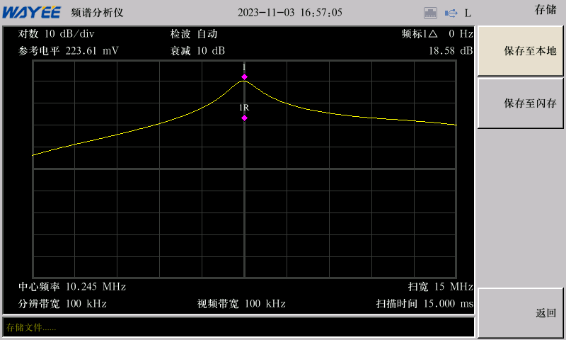 WAYEE 频谱分析仪 2023-11-03 16:57:05 L 存储
对数 10 dB/div 检波 自动 频标1△ 0 Hz
参考电平 223.61 mV 衰减 10 dB 18.58 dB
保存至本地
1
保存至闪存
1R
中心频率 10.245 MHz 扫宽 15 MHz
分辨带宽 100 kHz 视频带宽 100 kHz 扫描时间 15.000 ms
返回
存储文件......